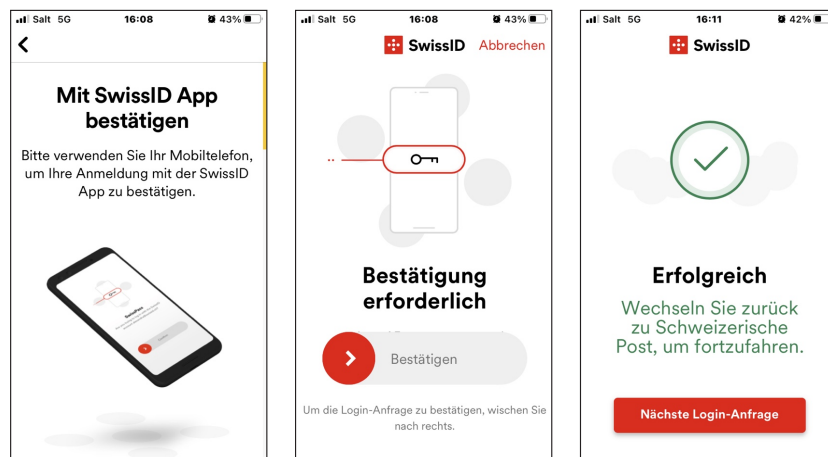 Salt 5G 16:08 43%
Mit SwissID App
bestätigen
Bitte verwenden Sie Ihr Mobiltelefon,
um Ihre Anmeldung mit der SwissID
App zu bestätigen.
Salt 5G 16:08 43%
SwissID Abbrechen
Bestätigung
erforderlich
Bestätigen
Um die Login-Anfrage zu bestätigen, wischen Sie
nach rechts.
Salt 5G 16:11 42%
SwissID
Erfolgreich
Wechseln Sie zurück
zu Schweizerische
Post, um fortzufahren.
Nächste Login-Anfrage